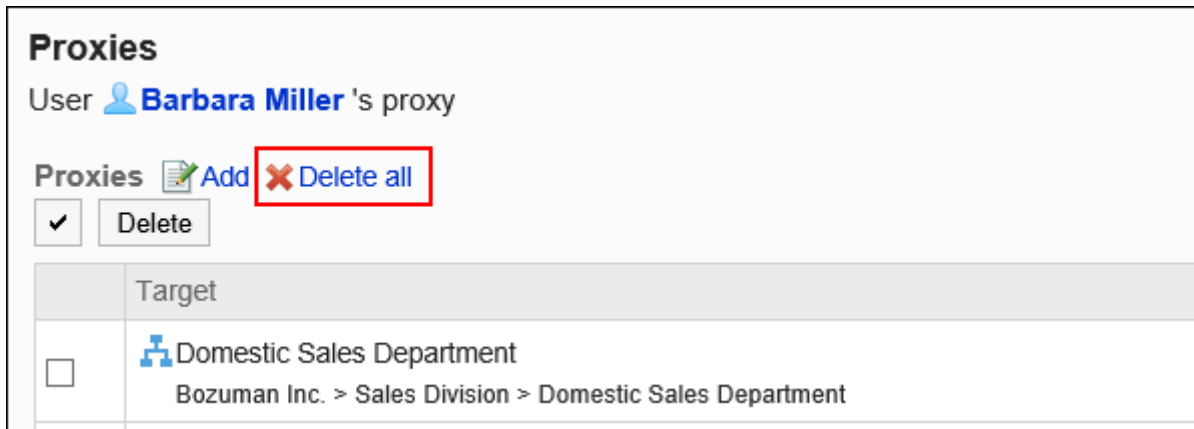 Proxies
User Barbara Miller 's proxy
Proxies Add Delete all
Delete
Target
Domestic Sales Department
Bozuman Inc. > Sales Division > Domestic Sales Department